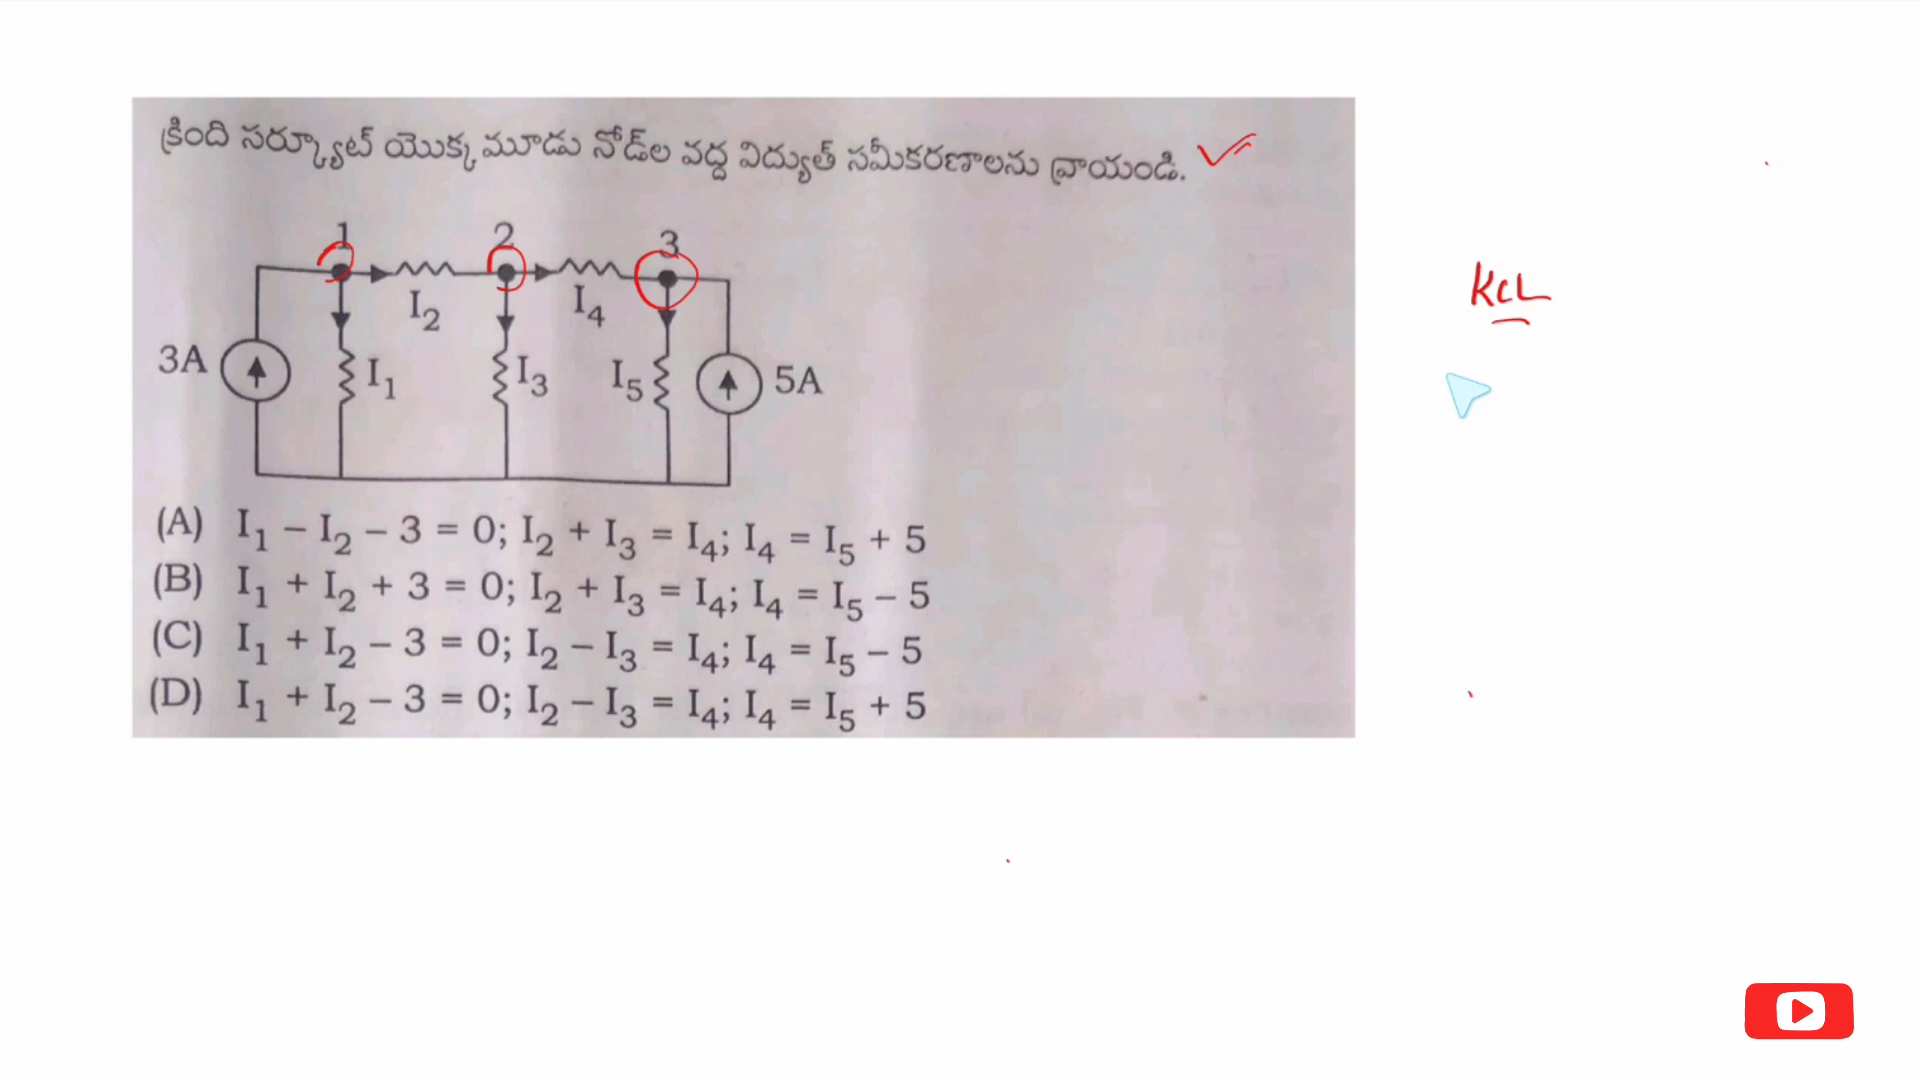 క్రింది సర్క్యూట్ యొక్క మూడు నోడ్‌ల వద్ద విద్యుత్ సమీకరణాలను వ్రాయండి.
1 2 3
I₂ I₄
3A I₁ I₃ I₅ 5A
KCL
(A) I₁ – I₂ – 3 = 0; I₂ + I₃ = I₄; I₄ = I₅ + 5
(B) I₁ + I₂ + 3 = 0; I₂ + I₃ = I₄; I₄ = I₅ – 5
(C) I₁ + I₂ – 3 = 0; I₂ – I₃ = I₄; I₄ = I₅ – 5
(D) I₁ + I₂ – 3 = 0; I₂ – I₃ = I₄; I₄ = I₅ + 5